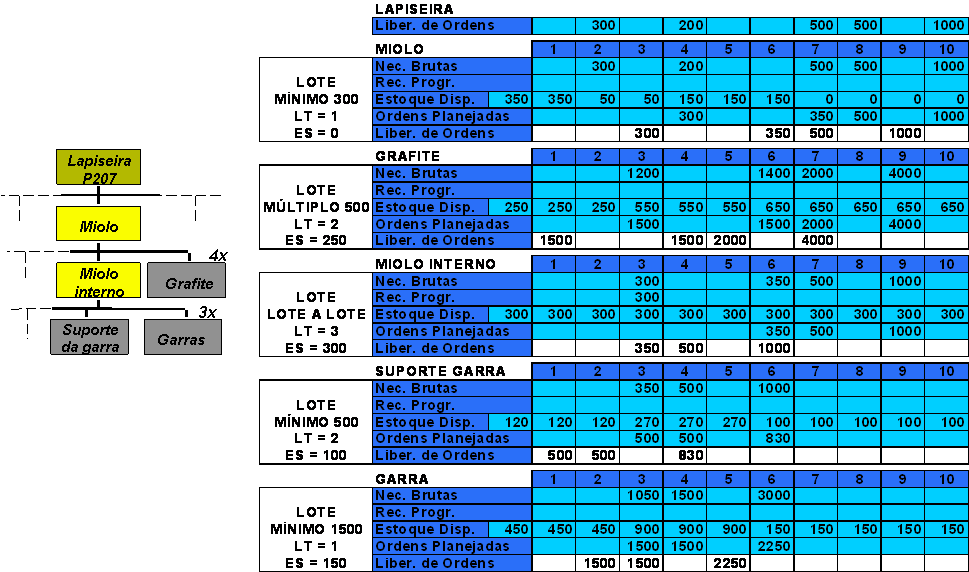 LAPISEIRA
Liber. de Ordens 300 200 500 500 1000
MIOLO 1 2 3 4 5 6 7 8 9 10
Nec. Brutas 300 200 500 500 1000
LOTE Rec. Progr.
MÍNIMO 300 Estoque Disp. 350 350 50 50 150 150 150 0 0 0 0
LT = 1 Ordens Planejadas 300 350 500 1000
ES = 0 Liber. de Ordens 300 350 500 1000
GRAFITE 1 2 3 4 5 6 7 8 9 10
Nec. Brutas 1200 1400 2000 4000
LOTE Rec. Progr.
MÚLTIPLO 500 Estoque Disp. 250 250 250 550 550 550 650 650 650 650 650
LT = 2 Ordens Planejadas 1500 1500 2000 4000
ES = 250 Liber. de Ordens 1500 1500 2000 4000
MIOLO INTERNO 1 2 3 4 5 6 7 8 9 10
Nec. Brutas 300 350 500 1000
LOTE Rec. Progr. 300
LOTE A LOTE Estoque Disp. 300 300 300 300 300 300 300 300 300 300 300
LT = 3 Ordens Planejadas 350 500 1000
ES = 300 Liber. de Ordens 350 500 1000
SUPORTE GARRA 1 2 3 4 5 6 7 8 9 10
Nec. Brutas 350 500 1000
LOTE Rec. Progr.
MÍNIMO 500 Estoque Disp. 120 120 120 270 270 270 100 100 100 100 100
LT = 2 Ordens Planejadas 500 500 830
ES = 100 Liber. de Ordens 500 500 830
GARRA 1 2 3 4 5 6 7 8 9 10
Nec. Brutas 1050 1500 3000
LOTE Rec. Progr.
MÍNIMO 1500 Estoque Disp. 450 450 450 900 900 900 150 150 150 150 150
LT = 1 Ordens Planejadas 1500 1500 2250
ES = 150 Liber. de Ordens 1500 1500 2250
Lapiseira
P207
Miolo
4x
Miolo
interno
Grafite
3x
Suporte
da garra
Garras